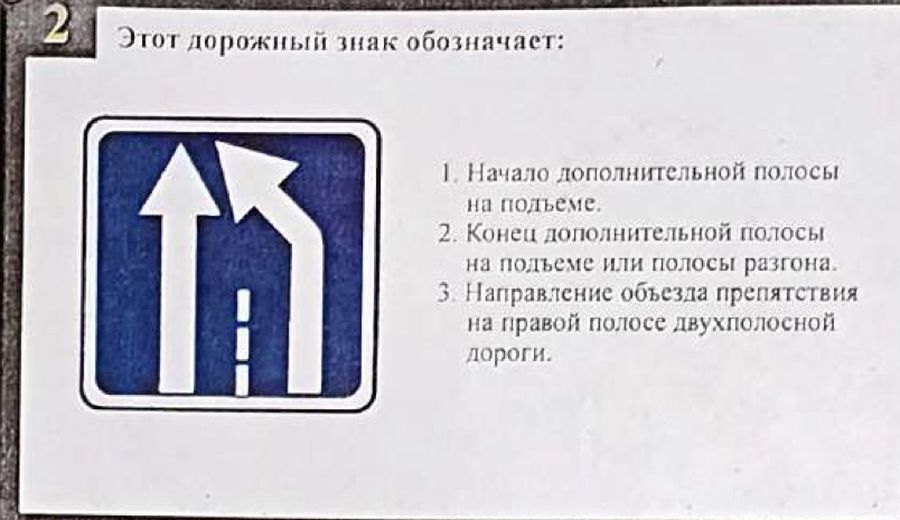 2
Этот дорожный знак обозначает:
1. Начало дополнительной полосы
на подъеме.
2. Конец дополнительной полосы
на подъеме или полосы разгона.
3. Направление объезда препятствия
на правой полосе двухполосной
дороги.